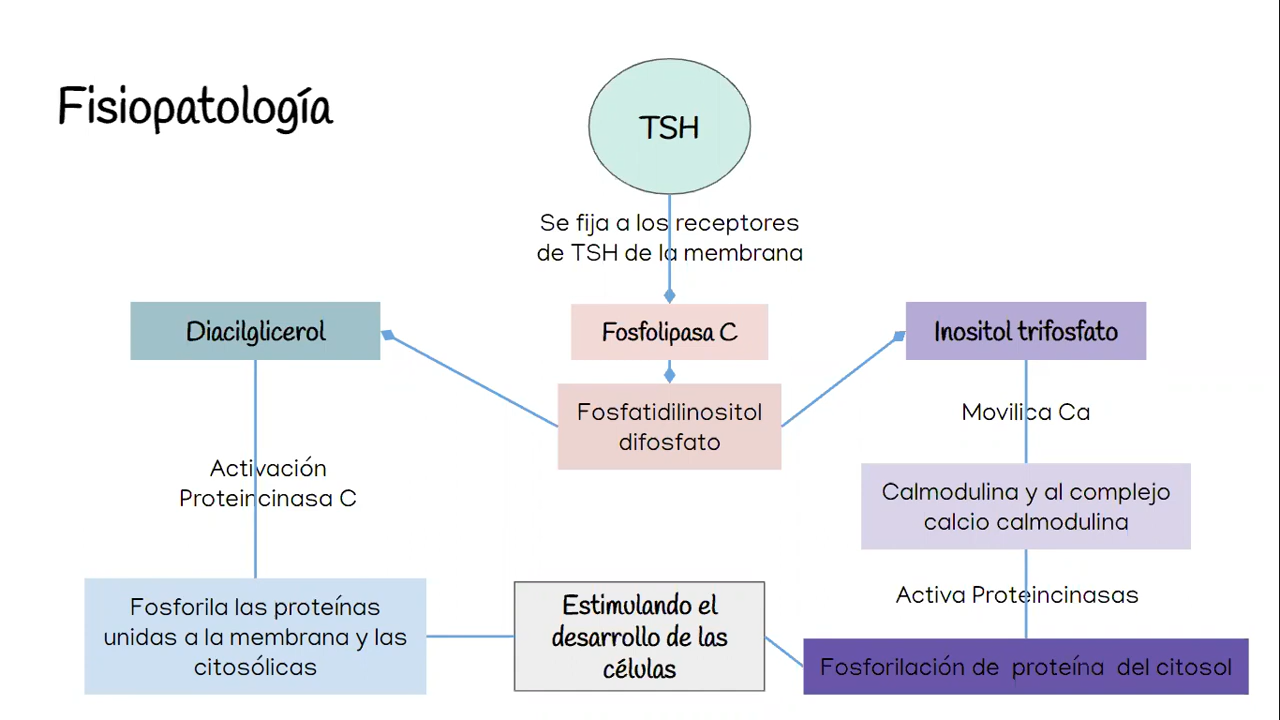 Fisiopatología
TSH
Se fija a los receptores
de TSH de la membrana
Diacilglicerol
Fosfolipasa C
Inositol trifosfato
Fosfatidilinositol
difosfato
Movilica Ca
Activación
Proteincinasa C
Calmodulina y al complejo
calcio calmodulina
Activa Proteincinasas
Fosforila las proteínas
unidas a la membrana y las
citosólicas
Estimulando el
desarrollo de las
células
Fosforilación de proteína del citosol